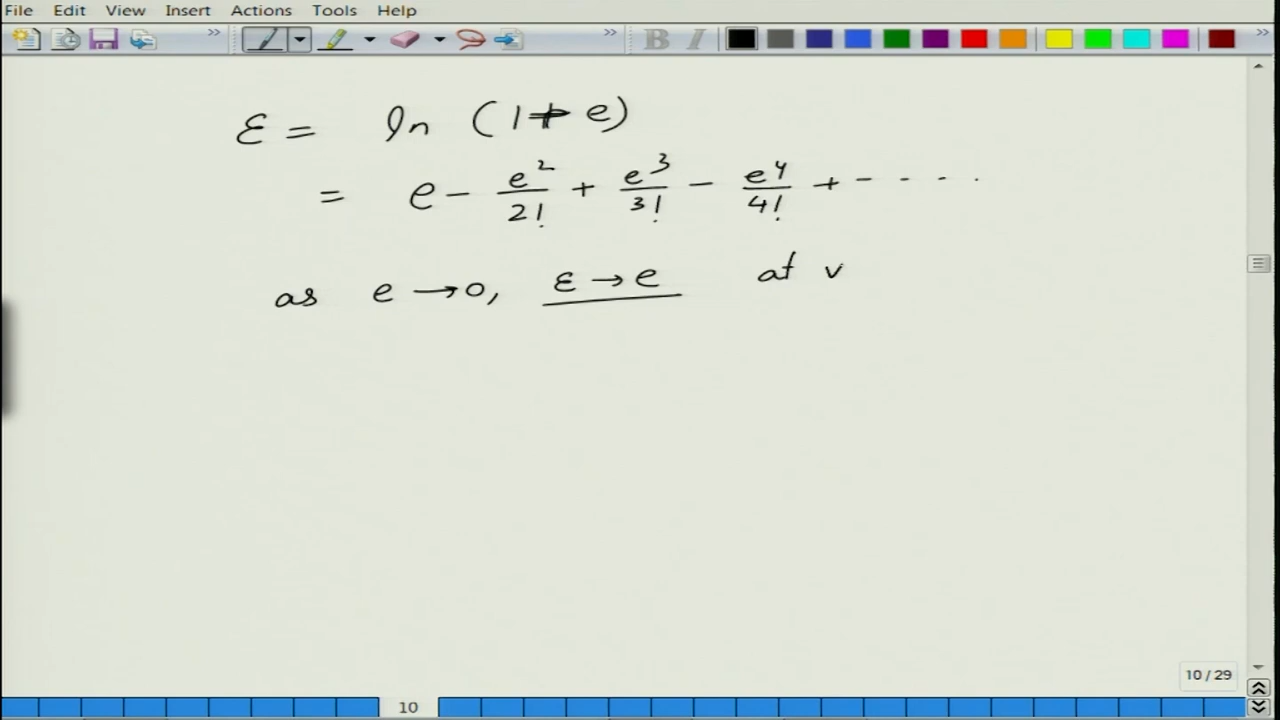 File Edit View Insert Actions Tools Help
B I
ε = ln (1+e)
= e - e²/2! + e³/3! - e⁴/4! + - - - .
as e → 0, ε → e at v
10 / 29
10